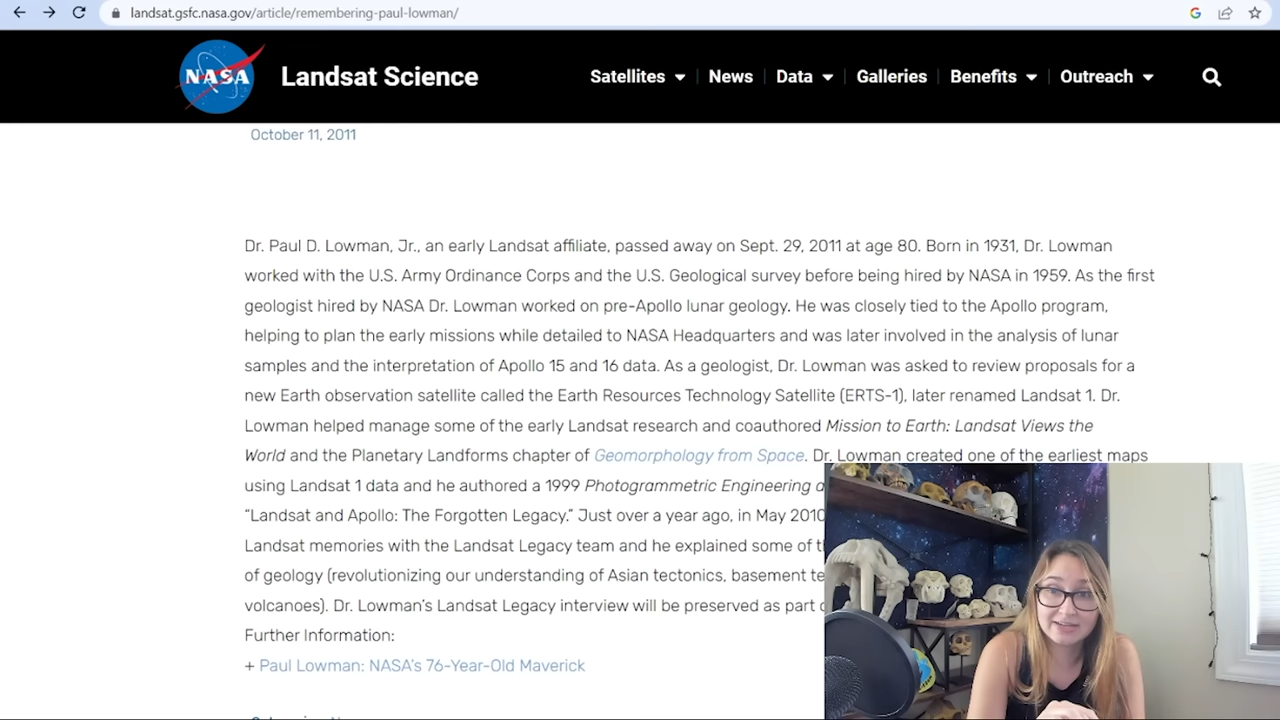 landsat.gsfc.nasa.gov/article/remembering-paul-lowman/
NASA
Landsat Science
Satellites
News
Data
Galleries
Benefits
Outreach
October 11, 2011
Dr. Paul D. Lowman, Jr., an early Landsat affiliate, passed away on Sept. 29, 2011 at age 80. Born in 1931, Dr. Lowman
worked with the U.S. Army Ordinance Corps and the U.S. Geological survey before being hired by NASA in 1959. As the first
geologist hired by NASA Dr. Lowman worked on pre-Apollo lunar geology. He was closely tied to the Apollo program,
helping to plan the early missions while detailed to NASA Headquarters and was later involved in the analysis of lunar
samples and the interpretation of Apollo 15 and 16 data. As a geologist, Dr. Lowman was asked to review proposals for a
new Earth observation satellite called the Earth Resources Technology Satellite (ERTS-1), later renamed Landsat 1. Dr.
Lowman helped manage some of the early Landsat research and coauthored Mission to Earth: Landsat Views the
World and the Planetary Landforms chapter of Geomorphology from Space. Dr. Lowman created one of the earliest maps
using Landsat 1 data and he authored a 1999 Photogrammetric Engineering
"Landsat and Apollo: The Forgotten Legacy." Just over a year ago, in May 2010
Landsat memories with the Landsat Legacy team and he explained some of
of geology (revolutionizing our understanding of Asian tectonics, basement
volcanoes). Dr. Lowman's Landsat Legacy interview will be preserved as part
Further Information:
+ Paul Lowman: NASA's 76-Year-Old Maverick